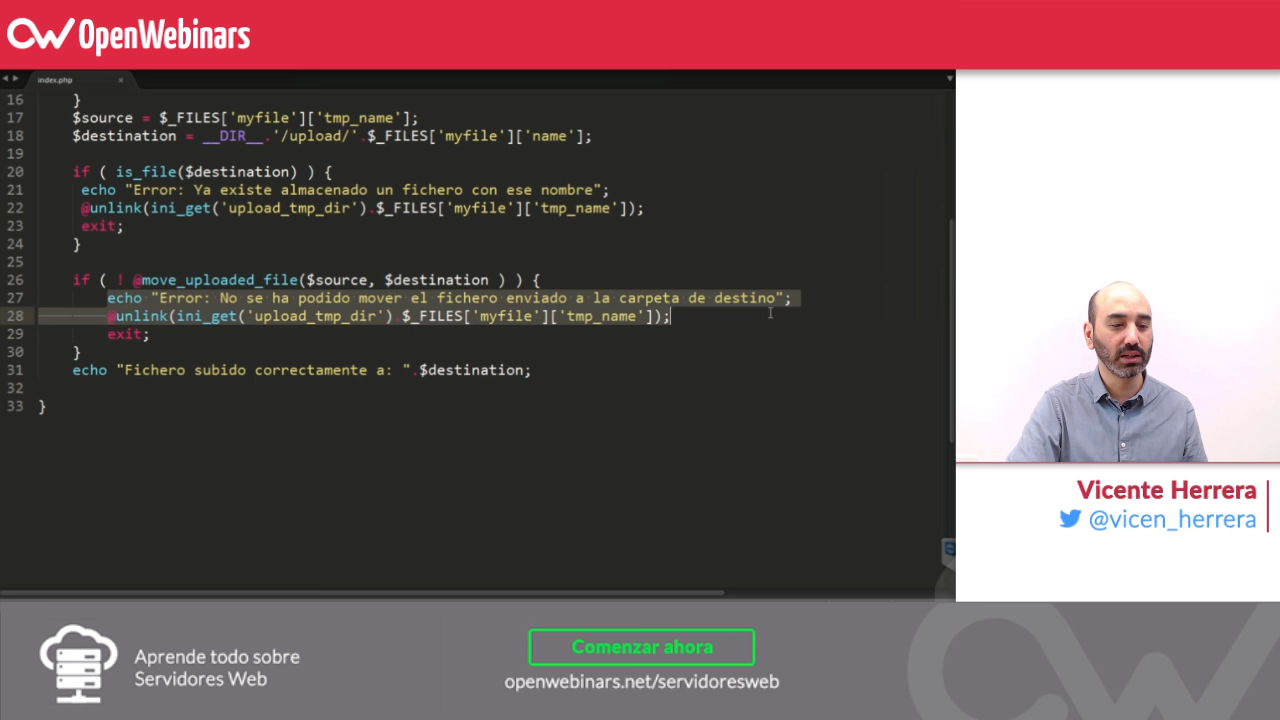 OpenWebinars
index.php
16 }
17 $source = $_FILES['myfile']['tmp_name'];
18 $destination = __DIR__.'/upload/'.$_FILES['myfile']['name'];
19
20 if ( is_file($destination) ) {
21 echo "Error: Ya existe almacenado un fichero con ese nombre";
22 @unlink(ini_get('upload_tmp_dir').$_FILES['myfile']['tmp_name']);
23 exit;
24 }
25
26 if ( ! @move_uploaded_file($source, $destination ) ) {
27 echo "Error: No se ha podido mover el fichero enviado a la carpeta de destino";
28 @unlink(ini_get('upload_tmp_dir').$_FILES['myfile']['tmp_name']);
29 exit;
30 }
31 echo "Fichero subido correctamente a: ".$destination;
32
33 }
Vicente Herrera
@vicen_herrera
Aprende todo sobre
Servidores Web
Comenzar ahora
openwebinars.net/servidoresweb